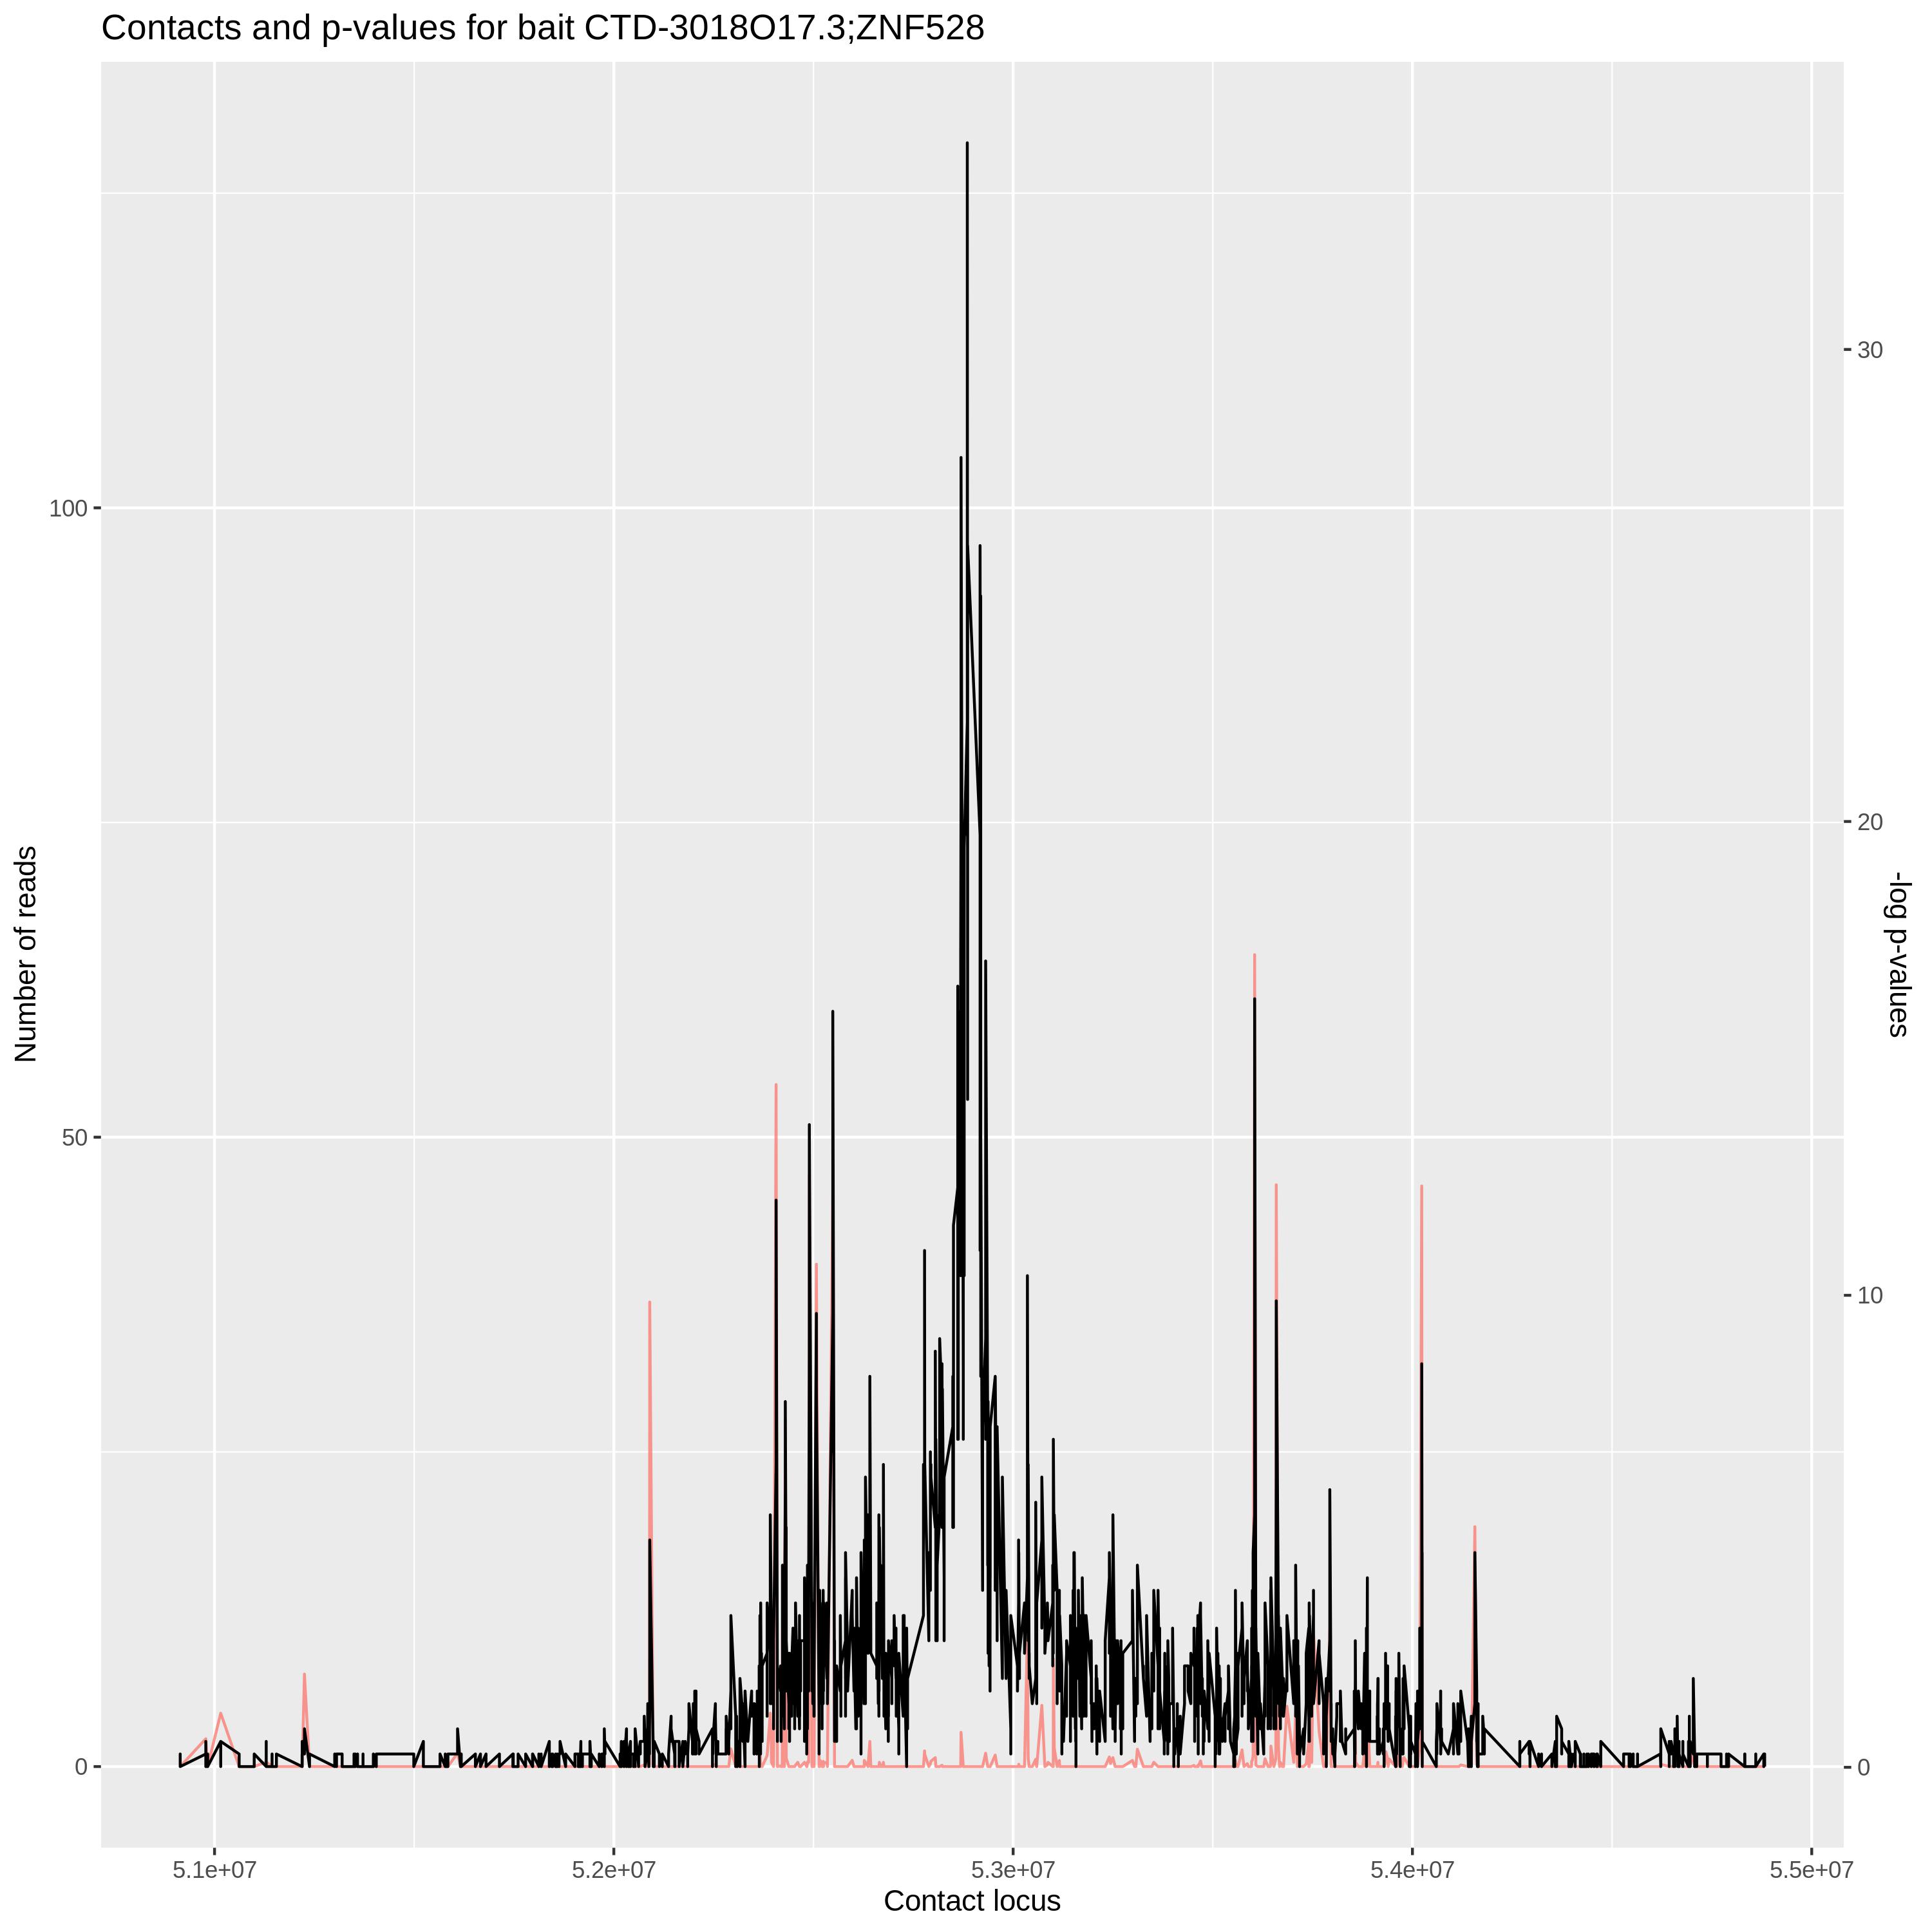 Contacts and p-values for bait CTD-3018O17.3;ZNF528
100
50
0
Number of reads
30
20
10
0
-log p-values
5.1e+07
5.2e+07
5.3e+07
5.4e+07
5.5e+07
Contact locus